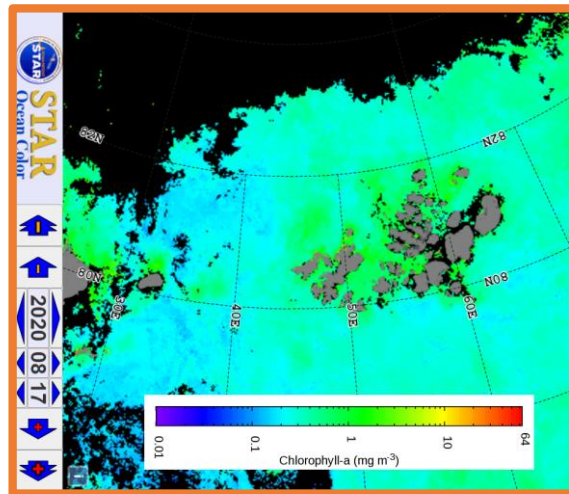 STAR
STAR
Ocean Color
2020 08 17
82N
82N
80N
80N
30E
40E
50E
60E
0.01 0.1 1 10 64
Chlorophyll-a (mg m⁻³)
i